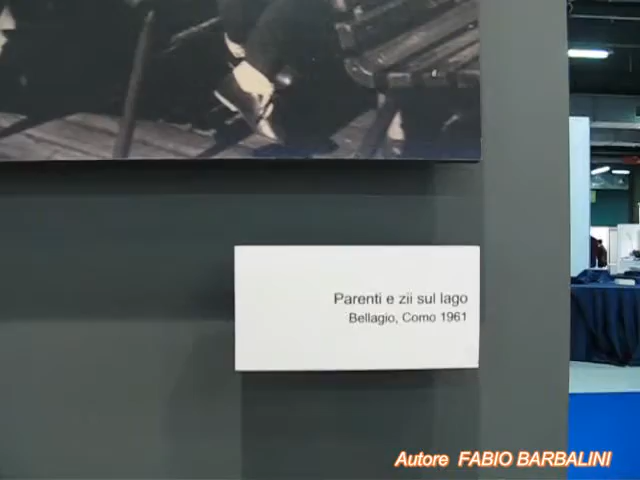 Parenti e zii sul lago
Bellagio, Como 1961
Autore FABIO BARBALINI